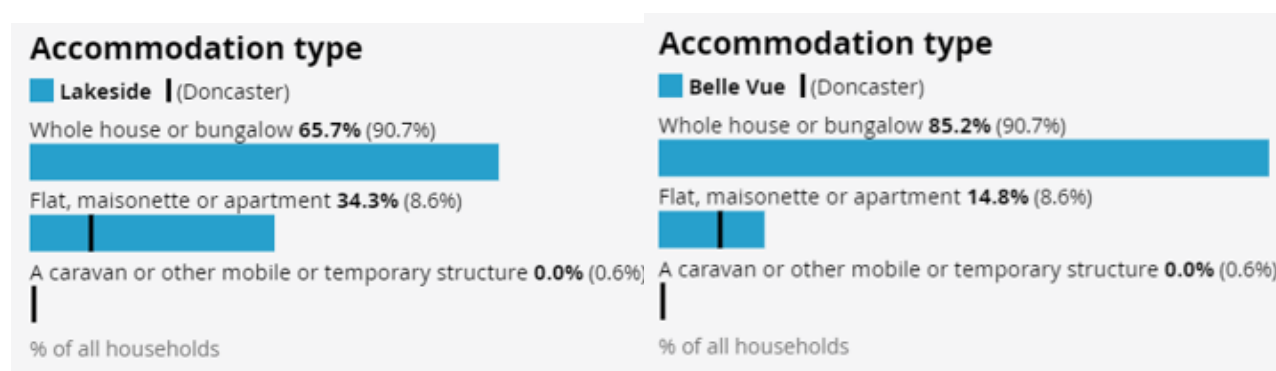 Accommodation type
Lakeside (Doncaster)
Whole house or bungalow 65.7% (90.7%)
Flat, maisonette or apartment 34.3% (8.6%)
A caravan or other mobile or temporary structure 0.0% (0.6%)
% of all households
Accommodation type
Belle Vue (Doncaster)
Whole house or bungalow 85.2% (90.7%)
Flat, maisonette or apartment 14.8% (8.6%)
A caravan or other mobile or temporary structure 0.0% (0.6%)
% of all households